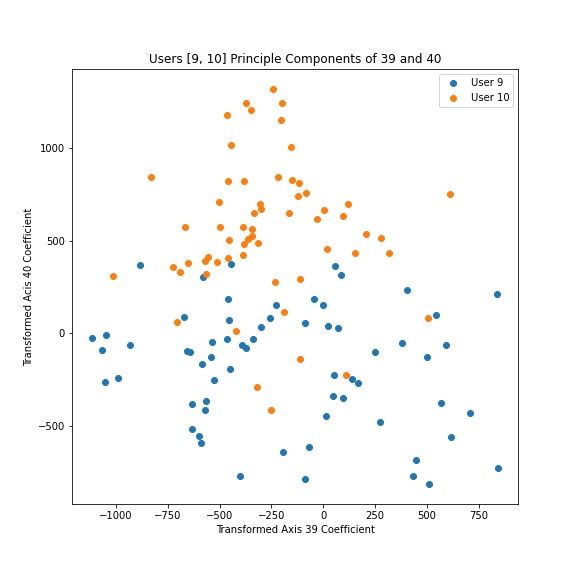 Users [9, 10] Principle Components of 39 and 40
User 9
User 10
Transformed Acis 40 Coefficient
1000
500
0
−500
−1000
−750
−500
−250
0
250
500
750
Transformed Axis 39 Coefficient